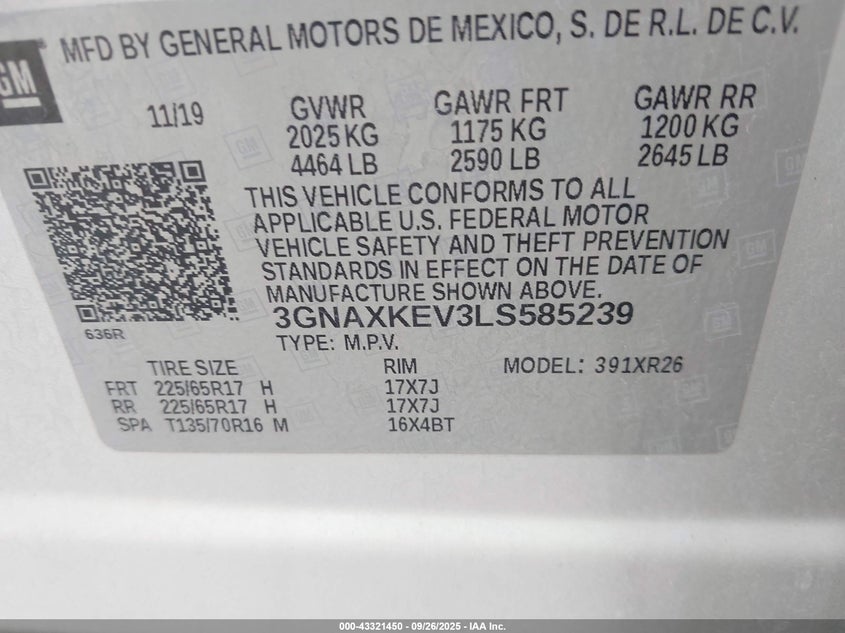 GM
MFD BY GENERAL MOTORS DE MEXICO, S. DE R.L. DE C.V.
11/19 GVWR GAWR FRT GAWR RR
2025 KG 1175 KG 1200 KG
4464 LB 2590 LB 2645 LB
THIS VEHICLE CONFORMS TO ALL
APPLICABLE U.S. FEDERAL MOTOR
VEHICLE SAFETY AND THEFT PREVENTION
STANDARDS IN EFFECT ON THE DATE OF
MANUFACTURE SHOWN ABOVE.
636R 3GNAXKEV3LS585239
TYPE: M.P.V.
TIRE SIZE RIM MODEL: 391XR26
FRT 225/65R17 H 17X7J
RR 225/65R17 H 17X7J
SPA T135/70R16 M 16X4BT
000-43321450 - 09/26/2025 - IAA Inc.